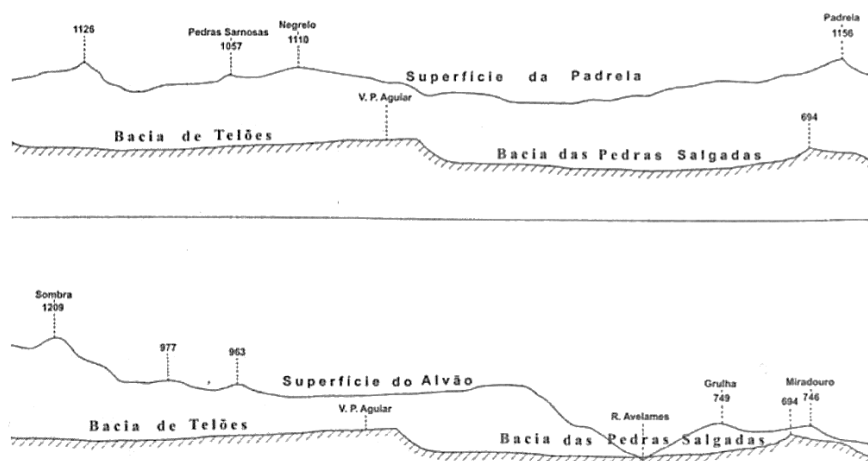 1126
Pedras Sarnosas
1057
Negrelo
1110
Padrela
1156
Superfície da Padrela
V. P. Aguiar
694
Bacia de Telões
Bacia das Pedras Salgadas
Sombra
1209
977
963
Superfície do Alvão
Grulha
749
Miradouro
694 746
V. P. Aguiar
R. Avelames
Bacia de Telões
Bacia das Pedras Salgadas